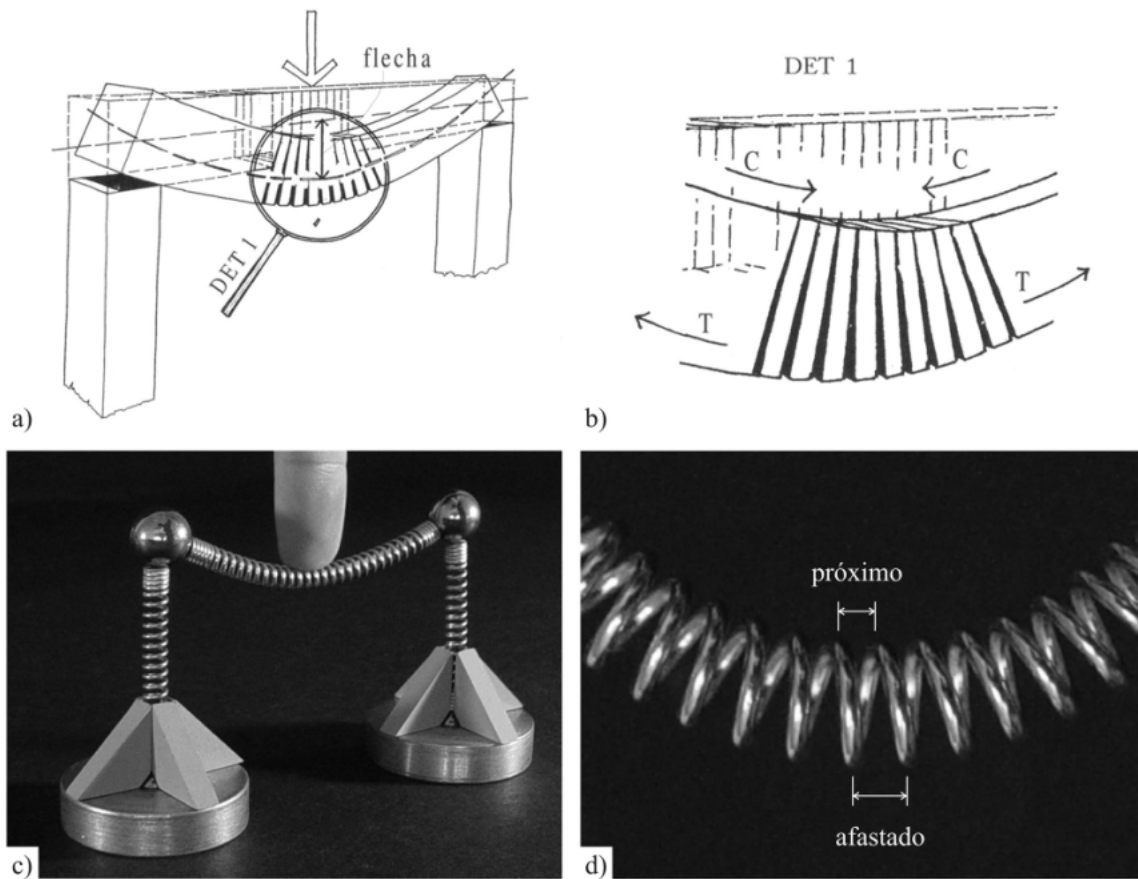 flecha
DET 1
a)
DET 1
C
C
T
T
b)
c)
próximo
afastado
d)